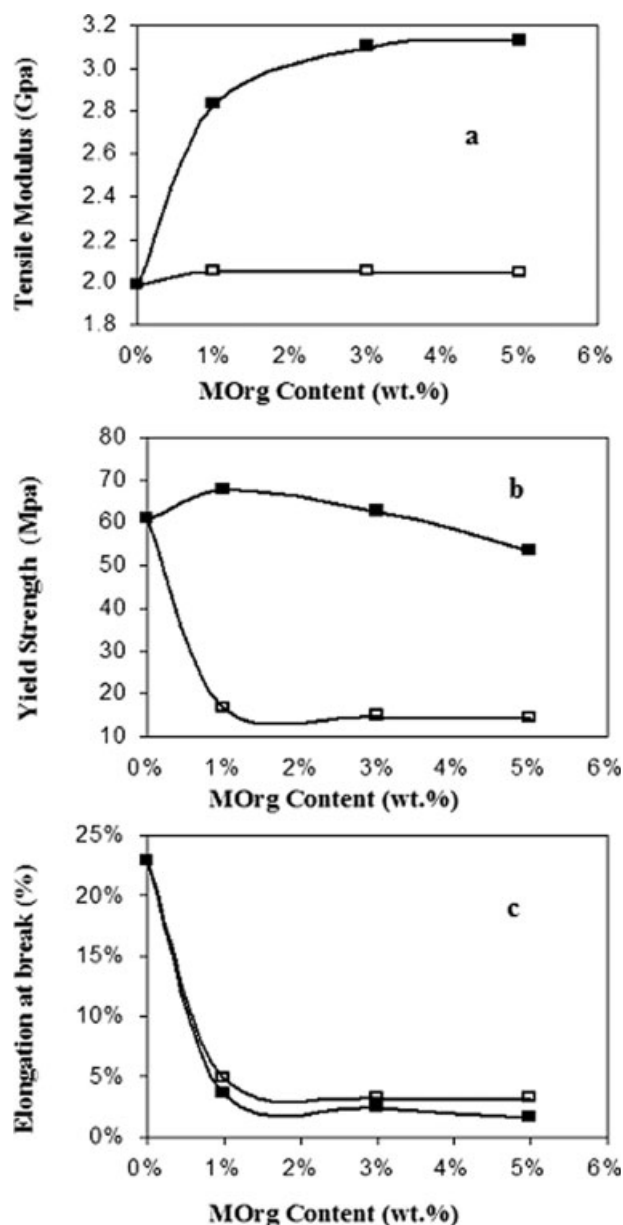 3.2
3.0
2.8
2.6
2.4
2.2
2.0
1.8
Tensile Modulus (Gpa)
a
0% 1% 2% 3% 4% 5% 6%
MOrg Content (wt.%)
80
70
60
50
40
30
20
10
Yield Strength (Mpa)
b
0% 1% 2% 3% 4% 5% 6%
MOrg Content (wt.%)
25%
20%
15%
10%
5%
0%
Elongation at break (%)
c
0% 1% 2% 3% 4% 5% 6%
MOrg Content (wt.%)